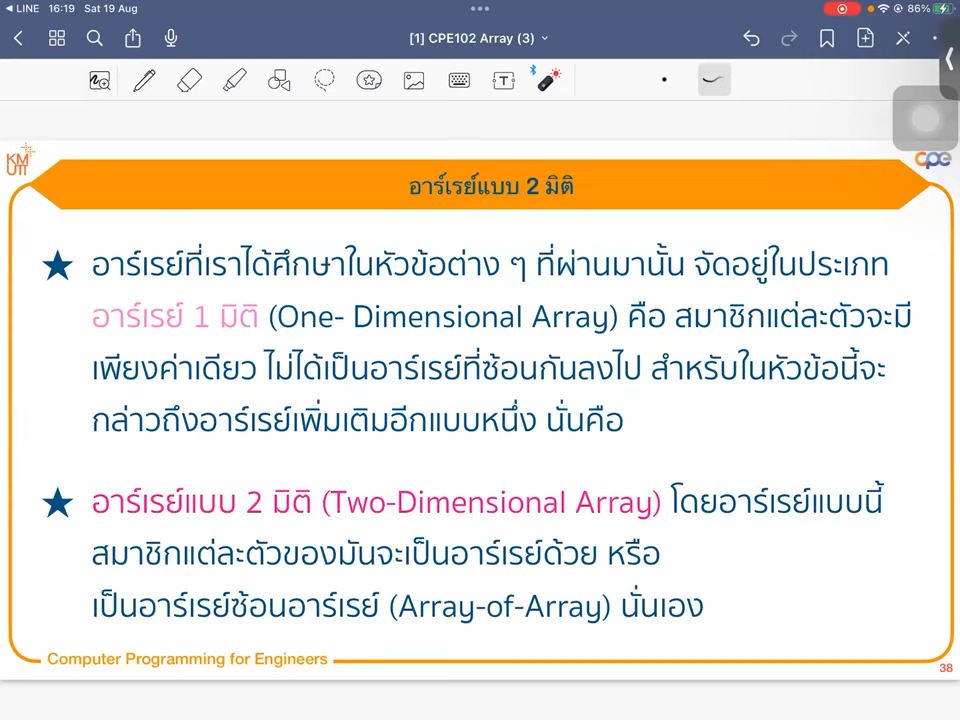 LINE 16:19 Sat 19 Aug 86%
[1] CPE102 Array (3)
KM
UTT
cpe
อาร์เรย์แบบ 2 มิติ
★ อาร์เรย์ที่เราได้ศึกษาในหัวข้อต่าง ๆ ที่ผ่านมานั้น จัดอยู่ในประเภท
อาร์เรย์ 1 มิติ (One- Dimensional Array) คือ สมาชิกแต่ละตัวจะมี
เพียงค่าเดียว ไม่ได้เป็นอาร์เรย์ที่ซ้อนกันลงไป สำหรับในหัวข้อนี้จะ
กล่าวถึงอาร์เรย์เพิ่มเติมอีกแบบหนึ่ง นั่นคือ
★ อาร์เรย์แบบ 2 มิติ (Two-Dimensional Array) โดยอาร์เรย์แบบนี้
สมาชิกแต่ละตัวของมันจะเป็นอาร์เรย์ด้วย หรือ
เป็นอาร์เรย์ซ้อนอาร์เรย์ (Array-of-Array) นั่นเอง
Computer Programming for Engineers
38